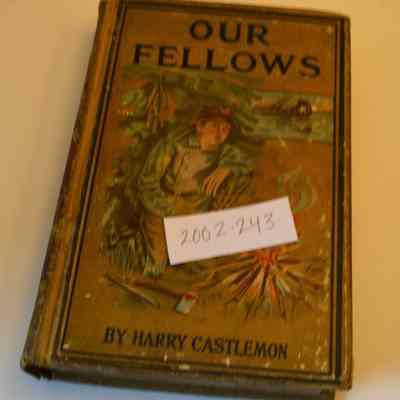 OUR
FELLOWS
2002.243
BY HARRY CASTLEMON